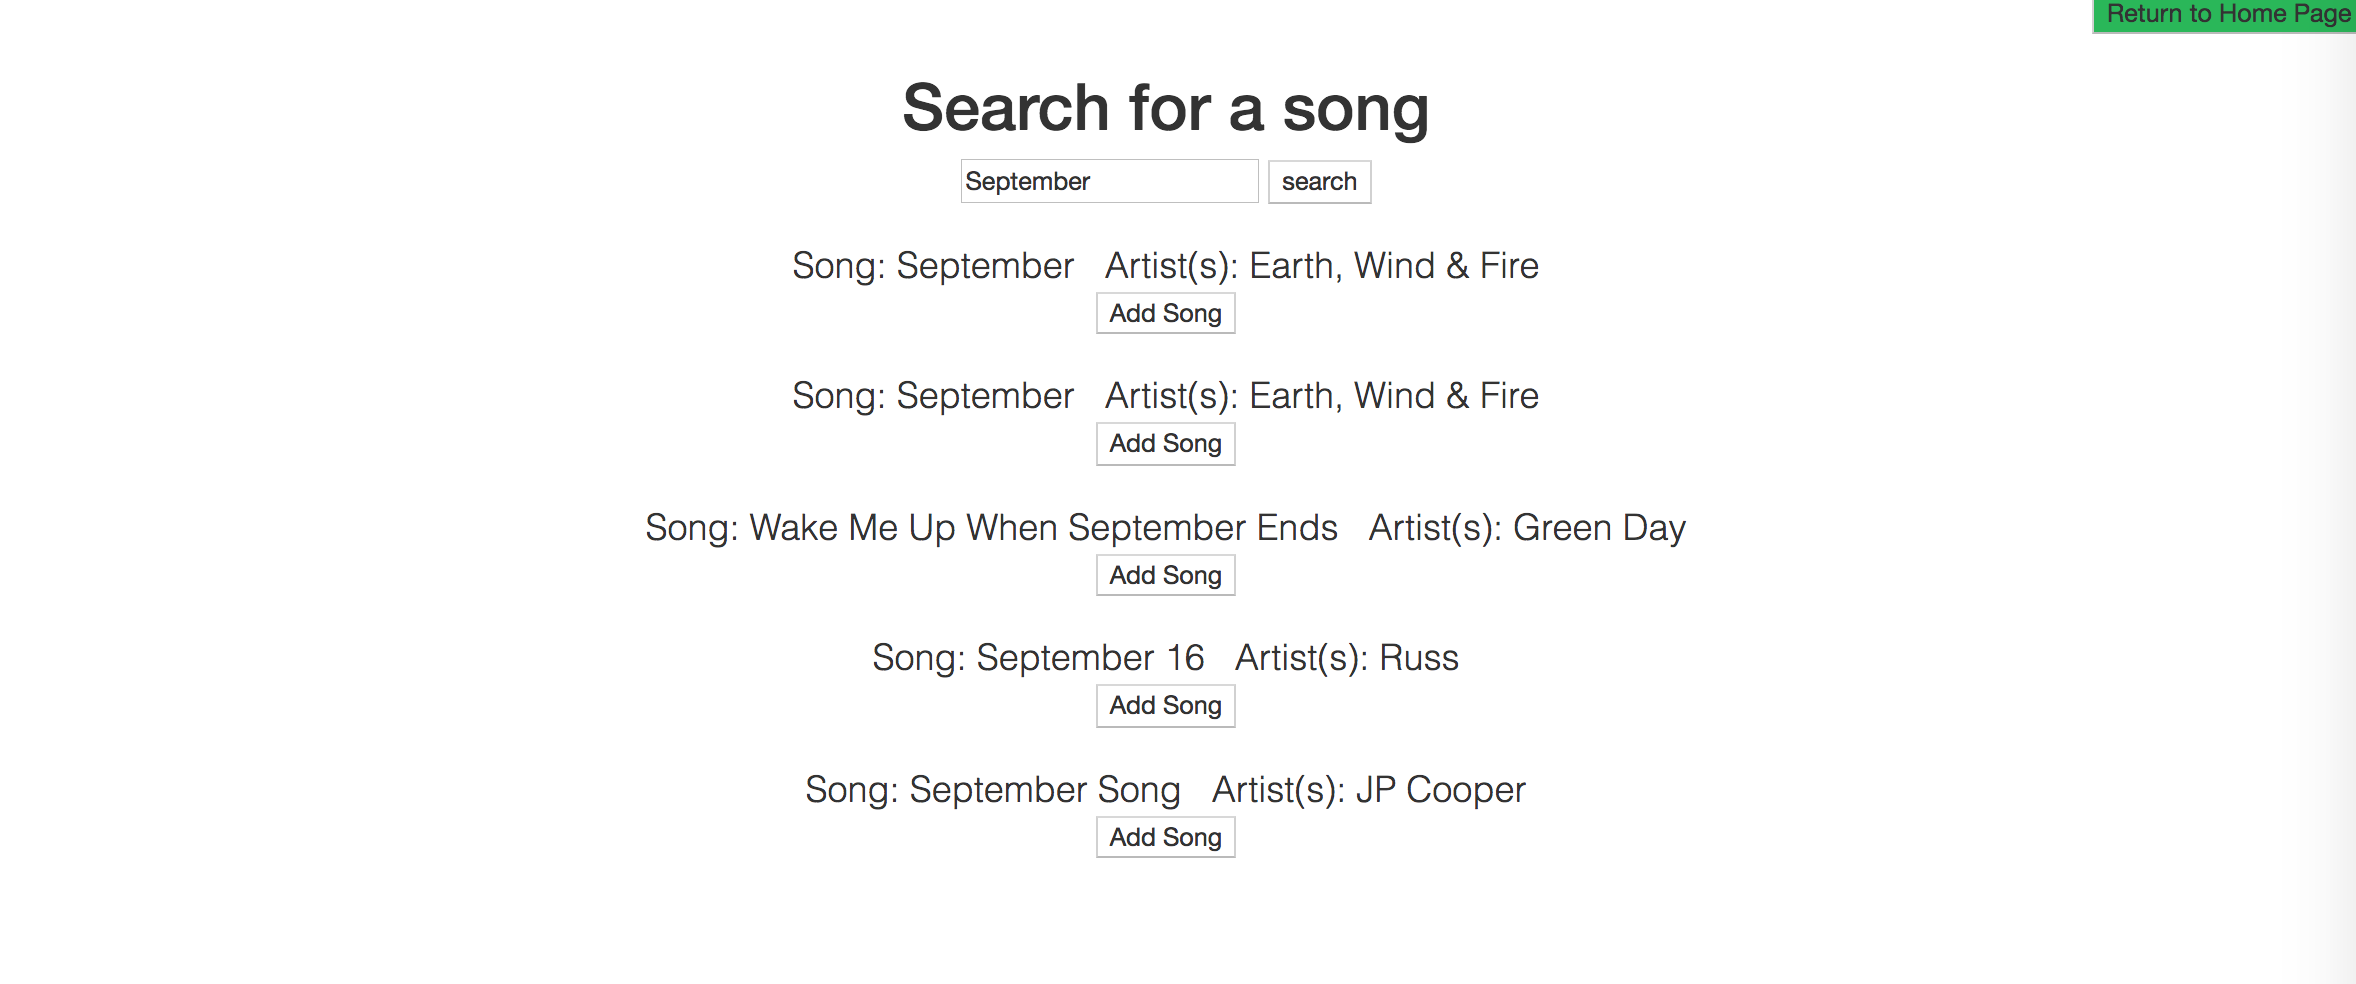 Return to Home Page
Search for a song
September search
Song: September Artist(s): Earth, Wind & Fire
Add Song
Song: September Artist(s): Earth, Wind & Fire
Add Song
Song: Wake Me Up When September Ends Artist(s): Green Day
Add Song
Song: September 16 Artist(s): Russ
Add Song
Song: September Song Artist(s): JP Cooper
Add Song